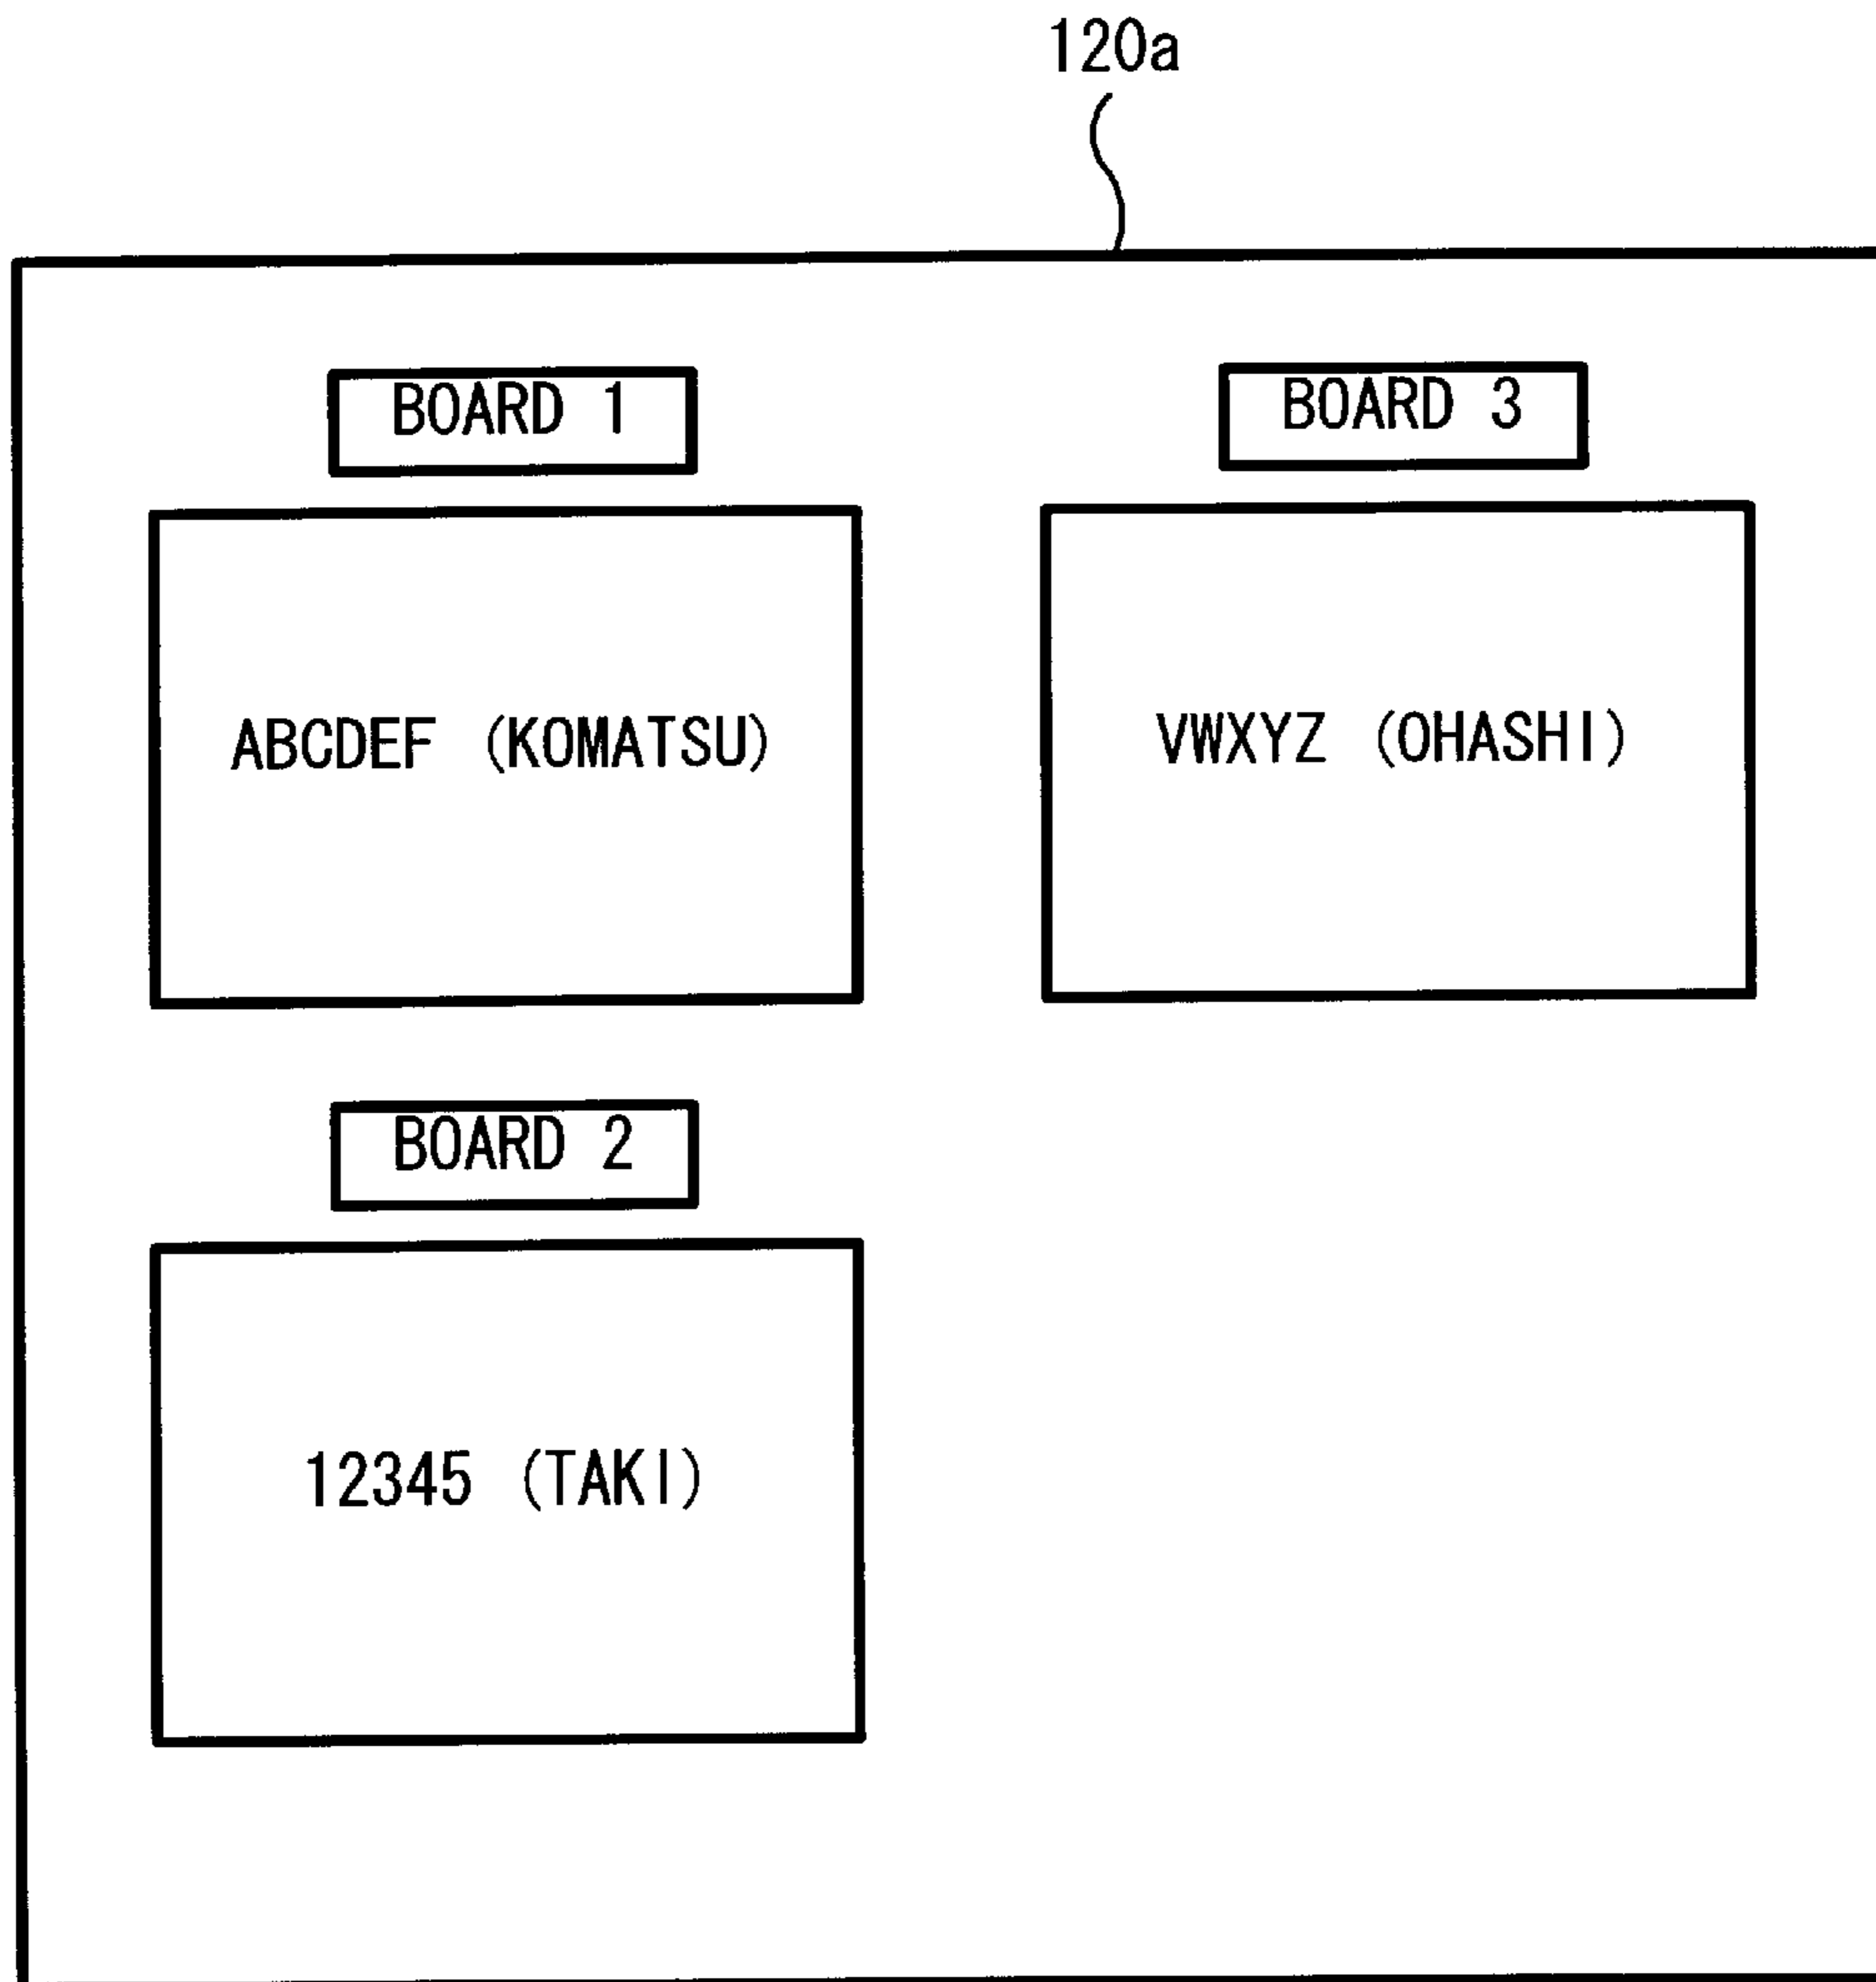 120a
BOARD 1
ABCDEF (KOMATSU)
BOARD 2
12345 (TAKI)
BOARD 3
VWXYZ (OHASHI)